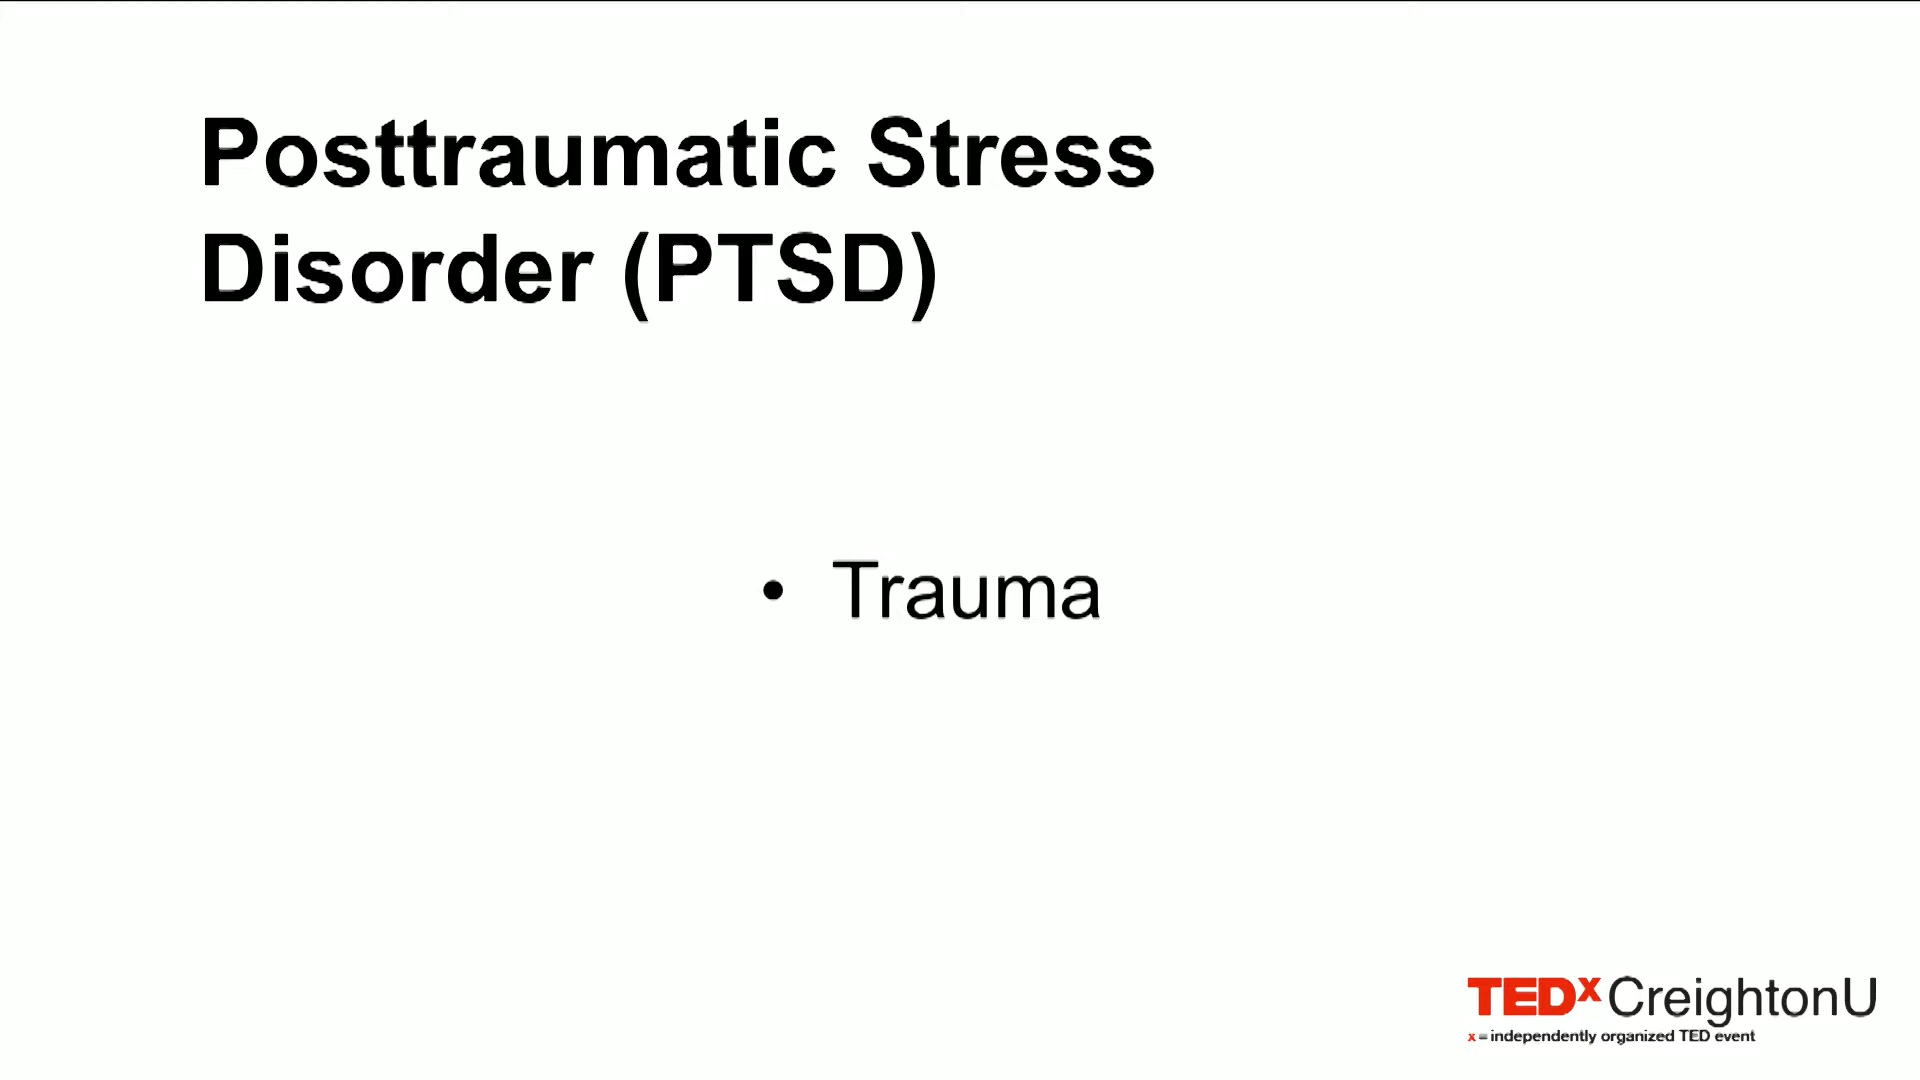 Posttraumatic Stress
Disorder (PTSD)
• Trauma
TEDx CreightonU
x = independently organized TED event